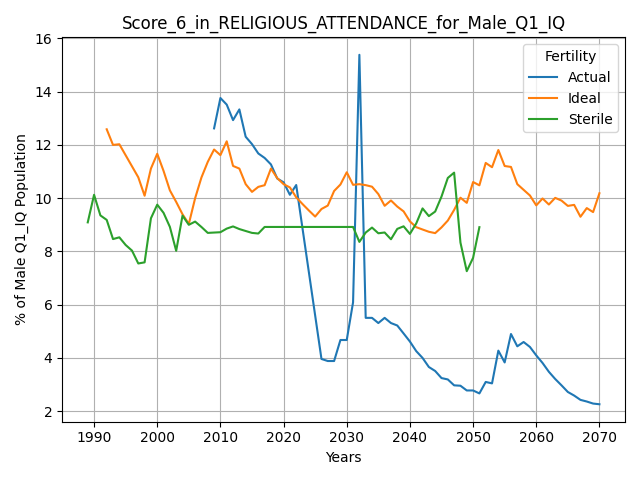 Score_6_in_RELIGIOUS_ATTENDANCE_for_Male_Q1_IQ
Fertility
Actual
Ideal
Sterile
% of Male Q1_IQ Population
16
14
12
10
8
6
4
2
1990 2000 2010 2020 2030 2040 2050 2060 2070
Years